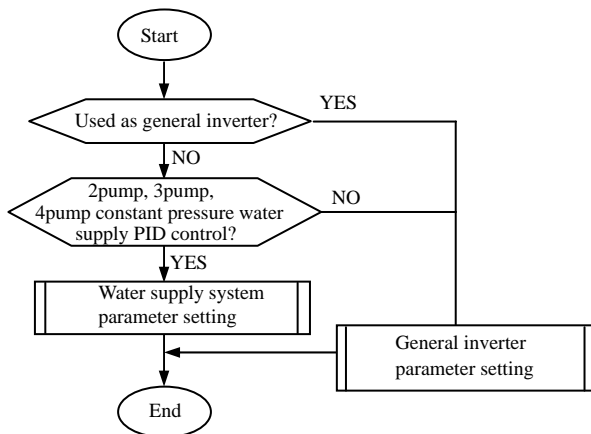 Start
YES
Used as general inverter?
NO
2pump, 3pump,
4pump constant pressure water
supply PID control?
NO
YES
Water supply system
parameter setting
General inverter
parameter setting
End